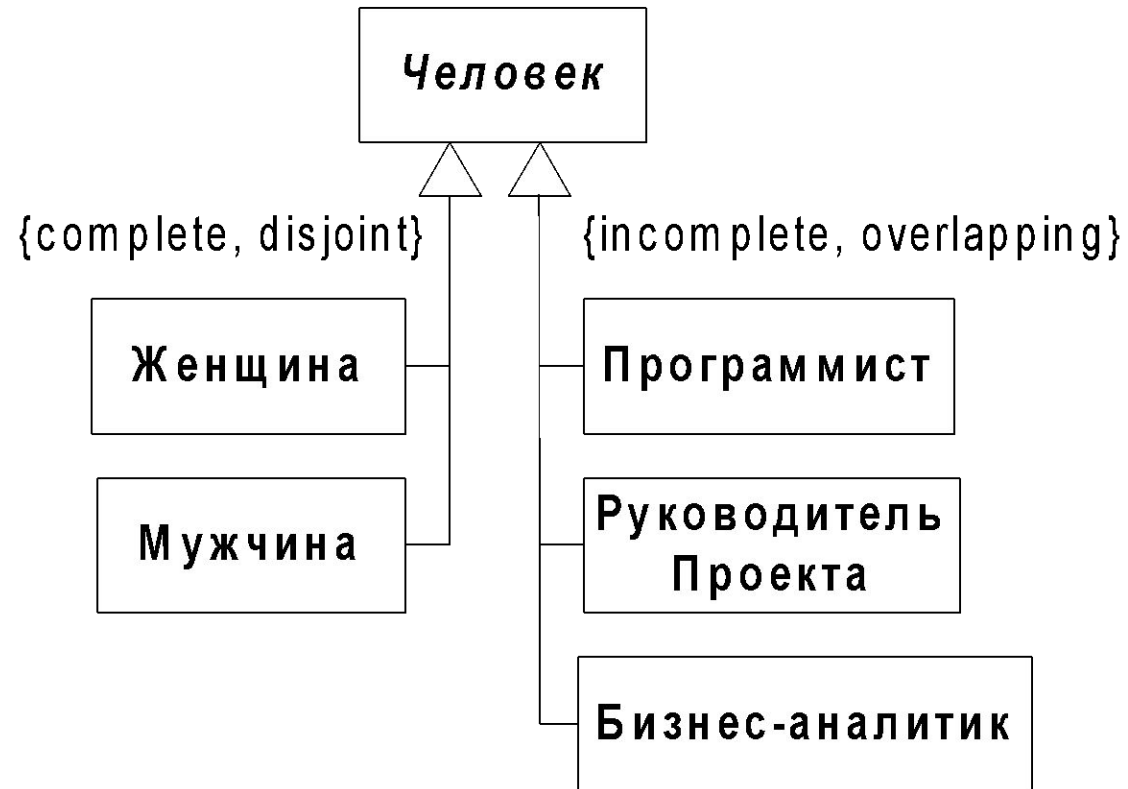 Человек
{complete, disjoint}
{incomplete, overlapping}
Женщина
Программист
Мужчина
Руководитель
Проекта
Бизнес-аналитик